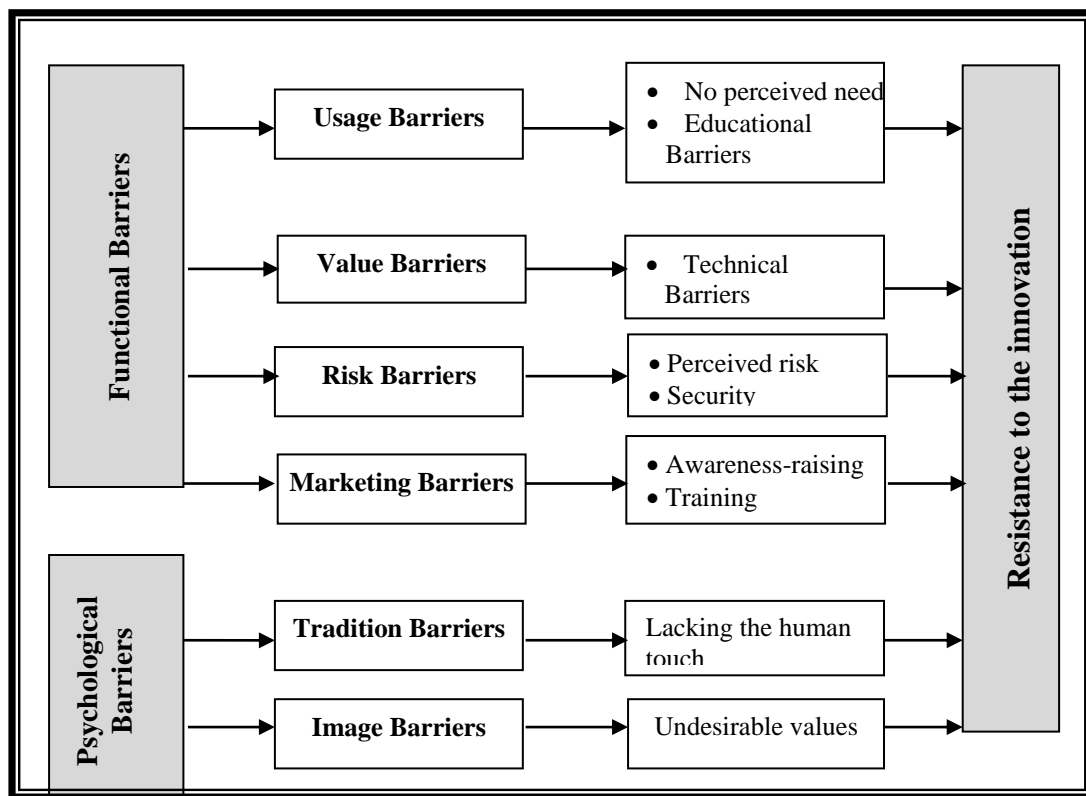 Functional Barriers
Usage Barriers
• No perceived need
• Educational
Barriers
Value Barriers
• Technical
Barriers
Risk Barriers
• Perceived risk
• Security
Marketing Barriers
• Awareness-raising
• Training
Psychological
Barriers
Tradition Barriers
Lacking the human
touch
Image Barriers
Undesirable values
Resistance to the innovation